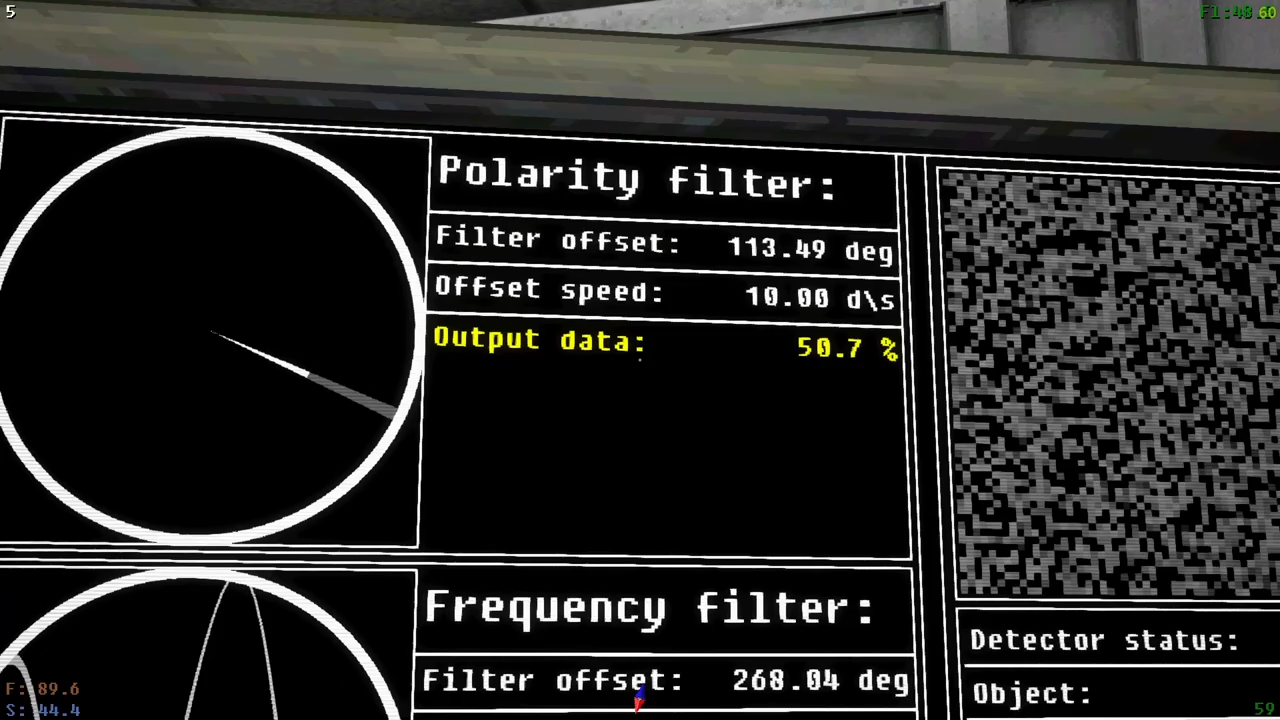 5
F1:48 60
Polarity filter:
Filter offset: 113.49 deg
Offset speed: 10.00 d\s
Output data: 50.7 %
Frequency filter:
Filter offset: 268.04 deg
Detector status:
Object:
F: 89.6
S: 44.4
59